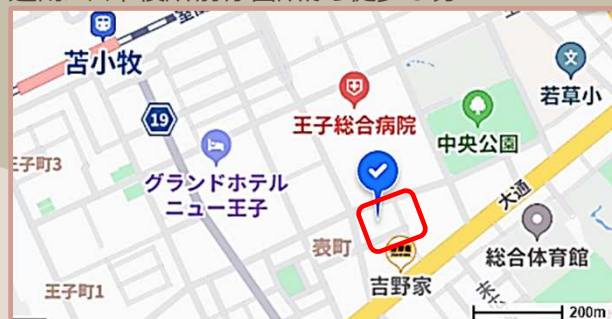 苫小牧
19
王子総合病院
若草小
中央公園
王子町3
グランドホテル
ニュー王子
大通
表町
総合体育館
吉野家
王子町1
200m